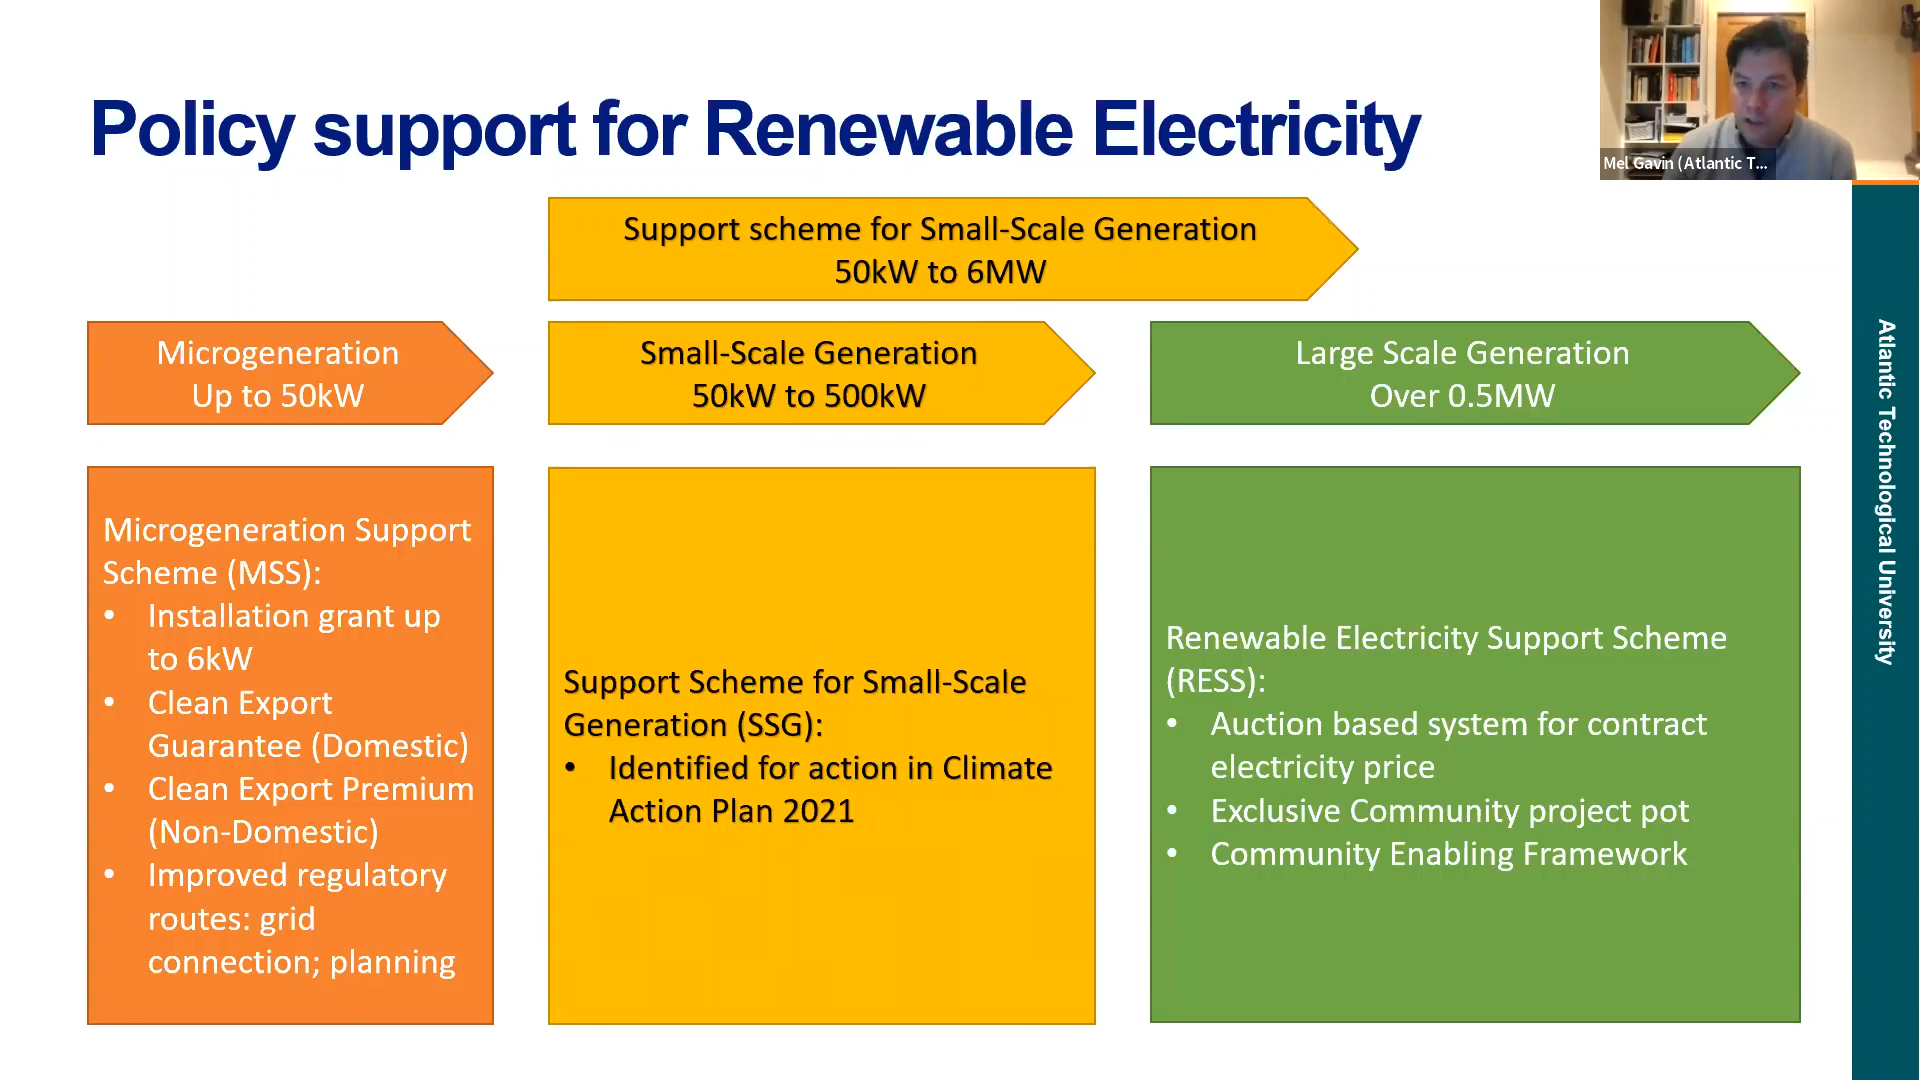 Policy support for Renewable Electricity
Mel Gavin (Atlantic T...
Support scheme for Small-Scale Generation
50kW to 6MW
Microgeneration
Up to 50kW
Small-Scale Generation
50kW to 500kW
Large Scale Generation
Over 0.5MW
Microgeneration Support
Scheme (MSS):
• Installation grant up
to 6kW
• Clean Export
Guarantee (Domestic)
• Clean Export Premium
(Non-Domestic)
• Improved regulatory
routes: grid
connection; planning
Support Scheme for Small-Scale
Generation (SSG):
• Identified for action in Climate
Action Plan 2021
Renewable Electricity Support Scheme
(RESS):
• Auction based system for contract
electricity price
• Exclusive Community project pot
• Community Enabling Framework
Atlantic Technological University